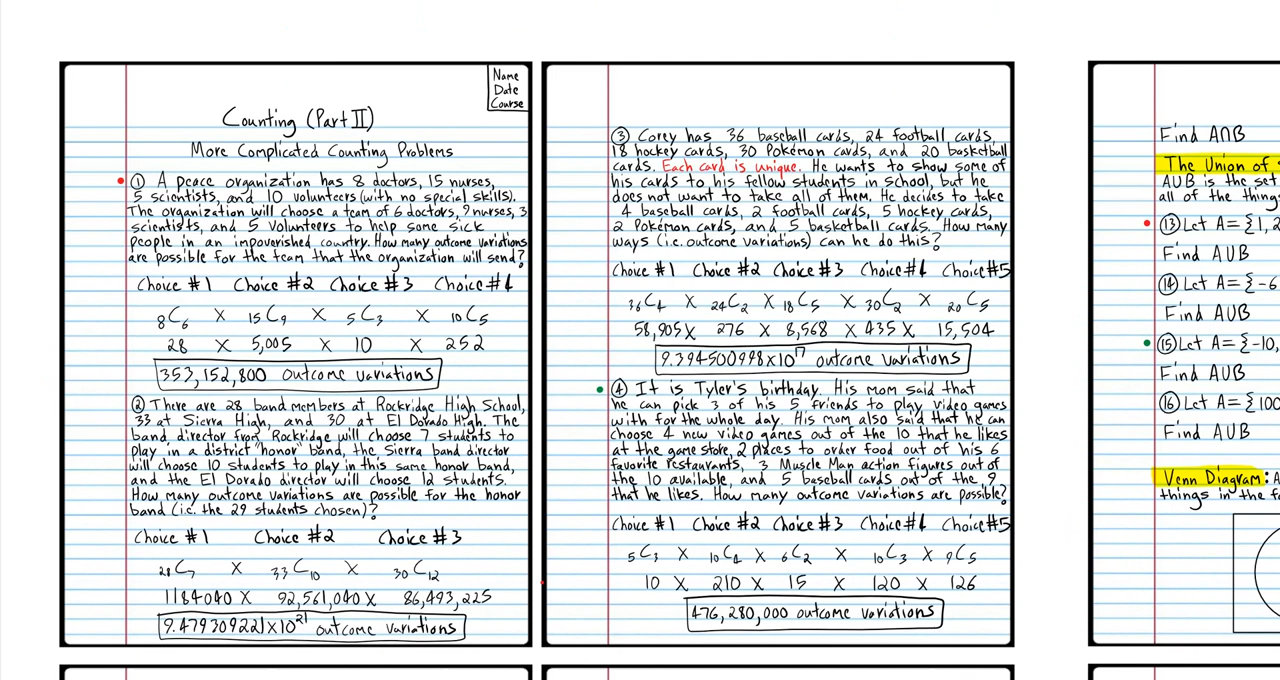 Name
Date
Course
Counting (Part II)
More Complicated Counting Problems
① A peace organization has 8 doctors, 15 nurses,
5 scientists, and 10 volunteers (with no special skills).
The organization will choose a team of 6 doctors, 9 nurses, 3
scientists, and 5 volunteers to help some sick
people in an impoverished country. How many outcome variations
are possible for the team that the organization will send?
Choice #1 Choice #2 Choice #3 Choice #4
₈C₆ X ₁₅C₉ X ₅C₃ X ₁₀C₅
28 X 5,005 X 10 X 252
353,152,800 outcome variations
② There are 28 band members at Rockridge High School,
33 at Sierra High, and 30 at El Dorado High. The
band director from Rockridge will choose 7 students to
play in a district "honor" band, the Sierra band director
will choose 10 students to play in this same honor band,
and the El Dorado director will choose 12 students.
How many outcome variations are possible for the honor
band (i.e. the 29 students chosen)?
Choice #1 Choice #2 Choice #3
₂₈C₇ X ₃₃C₁₀ X ₃₀C₁₂
1184040 X 92,561,040 X 86,493,225
9.479309221×10²¹ outcome variations
③ Corey has 36 baseball cards, 24 football cards,
18 hockey cards, 30 Pokémon cards, and 20 basketball
cards. Each card is unique. He wants to show some of
his cards to his fellow students in school, but he
does not want to take all of them. He decides to take
4 baseball cards, 2 football cards, 5 hockey cards,
2 Pokémon cards, and 5 basketball cards. How many
ways (i.e. outcome variations) can he do this?
Choice #1 Choice #2 Choice #3 Choice #4 Choice #5
₃₆C₄ X ₂₄C₂ X ₁₈C₅ X ₃₀C₂ X ₂₀C₅
58,905 X 276 X 8,568 X 435 X 15,504
9.394500998×10¹⁷ outcome variations
④ It is Tyler's birthday. His mom said that
he can pick 3 of his 5 friends to play video games
with for the whole day. His mom also said that he can
choose 4 new video games out of the 10 that he likes
at the game store, 2 places to order food out of his 6
favorite restaurants, 3 Muscle Man action figures out of
the 10 available, and 5 baseball cards out of the 9
that he likes. How many outcome variations are possible?
Choice #1 Choice #2 Choice #3 Choice #4 Choice #5
₅C₃ X ₁₀C₄ X ₆C₂ X ₁₀C₃ X ₉C₅
10 X 210 X 15 X 120 X 126
476,280,000 outcome variations
Find A∩B
The Union of
A∪B is the set
all of the thing
⑬ Let A= {1, 2
Find A∪B
⑭ Let A= {-6
Find A∪B
⑮ Let A= {-10,
Find A∪B
⑯ Let A= {100
Find A∪B
Venn Diagram: A
things in the fo